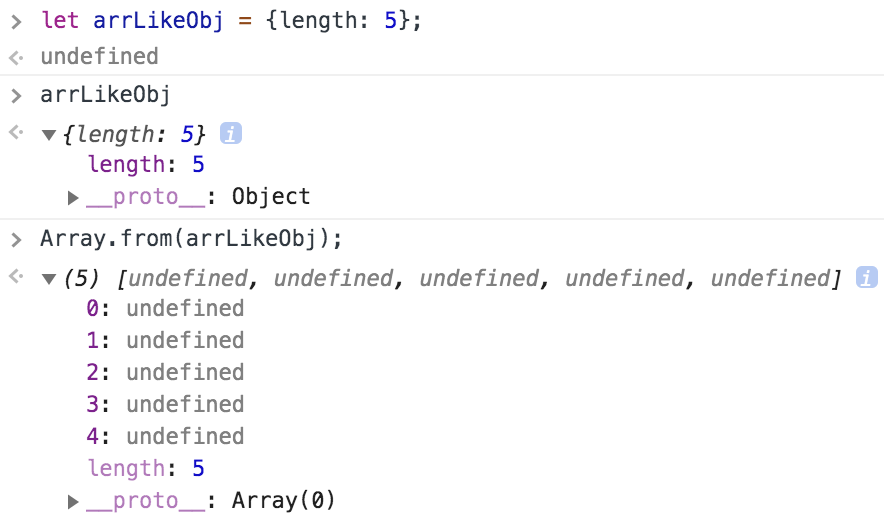 let arrLikeObj = {length: 5};
undefined
arrLikeObj
{length: 5} i
length: 5
__proto__: Object
Array.from(arrLikeObj);
(5) [undefined, undefined, undefined, undefined, undefined] i
0: undefined
1: undefined
2: undefined
3: undefined
4: undefined
length: 5
__proto__: Array(0)